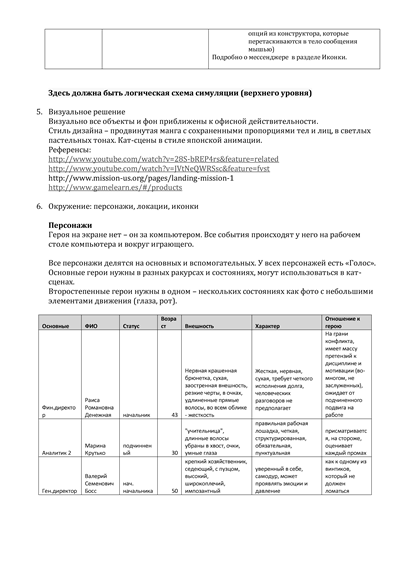 опций из конструктора, которые
перетаскиваются в тело сообщения
мышью)
Подробно о мессенджере в разделе Иконки.
Здесь должна быть логическая схема симуляции (верхнего уровня)
5. Визуальное решение
Визуально все объекты и фон приближены к офисной действительности.
Стиль дизайна – продвинутая манга с сохраненными пропорциями тел и лиц, в светлых
пастельных тонах. Кат-сцены в стиле японской анимации.
Референсы:
http://www.youtube.com/watch?v=28S-bREP4rs&feature=related
http://www.youtube.com/watch?v=JVtNeQWRSsc&feature=fvst
http://www.mission-us.org/pages/landing-mission-1
http://www.gamelearn.es/#/products
6. Окружение: персонажи, локации, иконки
Персонажи
Героя на экране нет – он за компьютером. Все события происходят у него на рабочем
столе компьютера и вокруг играющего.
Все персонажи делятся на основных и вспомогательных. У всех персонажей есть «Голос».
Основные герои нужны в разных ракурсах и состояниях, могут использоваться в кат-
сценах.
Второстепенные герои нужны в одном – нескольких состояниях как фото с небольшими
элементами движения (глаза, рот).
Основные ФИО Статус Возра
ст Внешность Характер Отношение к
герою
Фин.директо
р Раиса
Романовна
Денежная начальник 43 Нервная крашенная
брюнетка, сухая,
заостренная внешность,
резкие черты, в очках,
удлиненные прямые
волосы, во всем облике
- жесткость Жесткая, нервная,
сухая, требует четкого
исполнения долга,
человеческих
разговоров не
предполагает На грани
конфликта,
имеет массу
претензий к
дисциплине и
мотивации (во-
многом, не
заслуженных),
ожидает от
подчиненного
подвига на
работе
Аналитик 2 Марина
Крутько подчиненн
ый 30 "учительница",
длинные волосы
убраны в хвост, очки,
умные глаза правильная рабочая
лошадка, четкая,
структурированная,
обязательная,
пунктуальная присматриваетс
я, на стороже,
оценивает
каждый промах
Ген.директор Валерий
Семенович
Босс нач.
начальника 50 крепкий хозяйственник,
седеющий, с пузцом,
высокий,
широкоплечий,
импозантный уверенный в себе,
самодур, может
проявлять эмоции и
давление как к одному из
винтиков,
который не
должен
ломаться